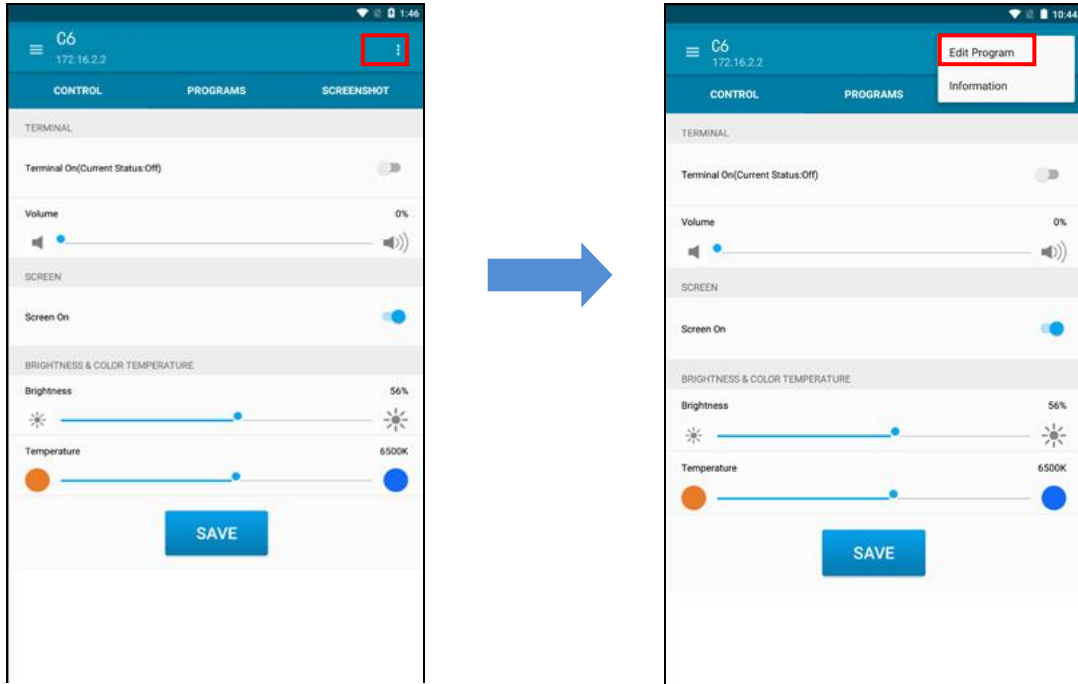 1:46
C6
172.16.2.2
CONTROL PROGRAMS SCREENSHOT
TERMINAL
Terminal On(Current Status:Off)
Volume 0%
SCREEN
Screen On
BRIGHTNESS & COLOR TEMPERATURE
Brightness 56%
Temperature 6500K
SAVE
10:44
C6
172.16.2.2
Edit Program
Information
CONTROL PROGRAMS
TERMINAL
Terminal On(Current Status:Off)
Volume 0%
SCREEN
Screen On
BRIGHTNESS & COLOR TEMPERATURE
Brightness 56%
Temperature 6500K
SAVE